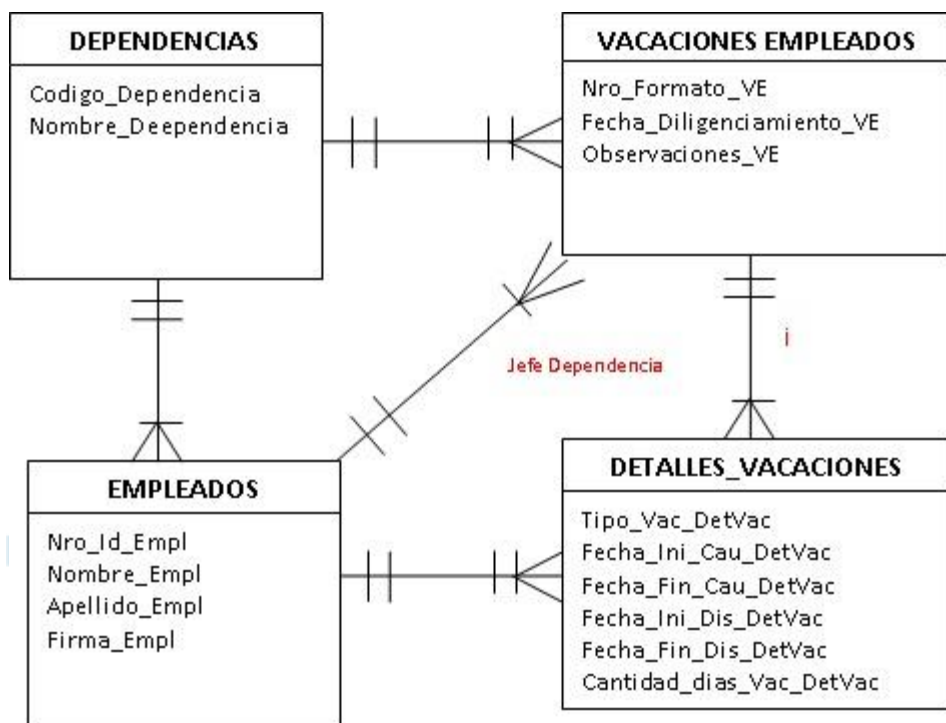 DEPENDENCIAS
Codigo_Dependencia
Nombre_Deependencia
VACACIONES EMPLEADOS
Nro_Formato_VE
Fecha_Diligenciamiento_VE
Observaciones_VE
Jefe Dependencia
i
EMPLEADOS
Nro_Id_Empl
Nombre_Empl
Apellido_Empl
Firma_Empl
DETALLES_VACACIONES
Tipo_Vac_DetVac
Fecha_Ini_Cau_DetVac
Fecha_Fin_Cau_DetVac
Fecha_Ini_Dis_DetVac
Fecha_Fin_Dis_DetVac
Cantidad_dias_Vac_DetVac